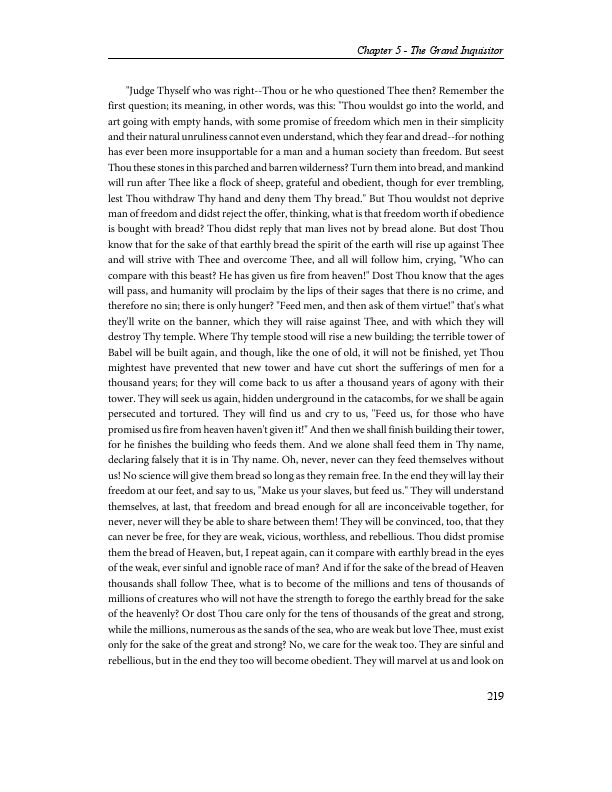 Chapter 5 - The Grand Inquisitor
"Judge Thyself who was right--Thou or he who questioned Thee then? Remember the
first question; its meaning, in other words, was this: "Thou wouldst go into the world, and
art going with empty hands, with some promise of freedom which men in their simplicity
and their natural unruliness cannot even understand, which they fear and dread--for nothing
has ever been more insupportable for a man and a human society than freedom. But seest
Thou these stones in this parched and barren wilderness? Turn them into bread, and mankind
will run after Thee like a flock of sheep, grateful and obedient, though for ever trembling,
lest Thou withdraw Thy hand and deny them Thy bread." But Thou wouldst not deprive
man of freedom and didst reject the offer, thinking, what is that freedom worth if obedience
is bought with bread? Thou didst reply that man lives not by bread alone. But dost Thou
know that for the sake of that earthly bread the spirit of the earth will rise up against Thee
and will strive with Thee and overcome Thee, and all will follow him, crying, "Who can
compare with this beast? He has given us fire from heaven!" Dost Thou know that the ages
will pass, and humanity will proclaim by the lips of their sages that there is no crime, and
therefore no sin; there is only hunger? "Feed men, and then ask of them virtue!" that's what
they'll write on the banner, which they will raise against Thee, and with which they will
destroy Thy temple. Where Thy temple stood will rise a new building; the terrible tower of
Babel will be built again, and though, like the one of old, it will not be finished, yet Thou
mightest have prevented that new tower and have cut short the sufferings of men for a
thousand years; for they will come back to us after a thousand years of agony with their
tower. They will seek us again, hidden underground in the catacombs, for we shall be again
persecuted and tortured. They will find us and cry to us, "Feed us, for those who have
promised us fire from heaven haven't given it!" And then we shall finish building their tower,
for he finishes the building who feeds them. And we alone shall feed them in Thy name,
declaring falsely that it is in Thy name. Oh, never, never can they feed themselves without
us! No science will give them bread so long as they remain free. In the end they will lay their
freedom at our feet, and say to us, "Make us your slaves, but feed us." They will understand
themselves, at last, that freedom and bread enough for all are inconceivable together, for
never, never will they be able to share between them! They will be convinced, too, that they
can never be free, for they are weak, vicious, worthless, and rebellious. Thou didst promise
them the bread of Heaven, but, I repeat again, can it compare with earthly bread in the eyes
of the weak, ever sinful and ignoble race of man? And if for the sake of the bread of Heaven
thousands shall follow Thee, what is to become of the millions and tens of thousands of
millions of creatures who will not have the strength to forego the earthly bread for the sake
of the heavenly? Or dost Thou care only for the tens of thousands of the great and strong,
while the millions, numerous as the sands of the sea, who are weak but love Thee, must exist
only for the sake of the great and strong? No, we care for the weak too. They are sinful and
rebellious, but in the end they too will become obedient. They will marvel at us and look on
219